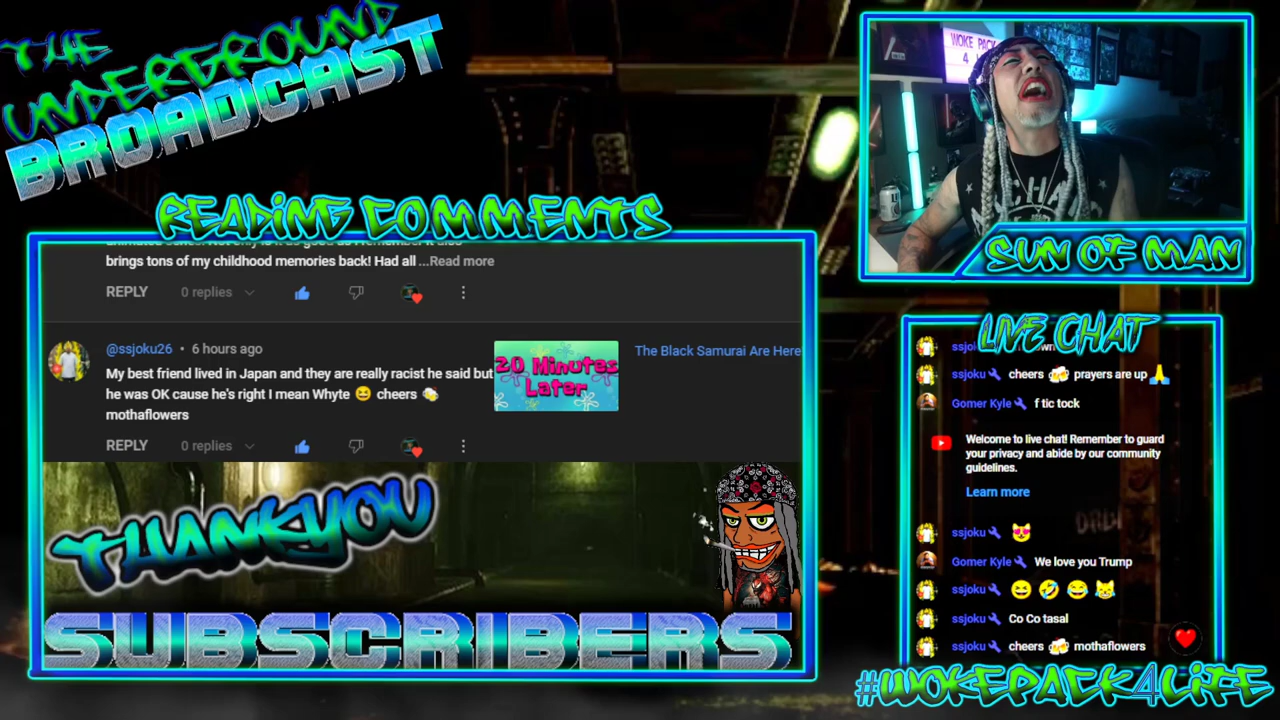 THE
UNDERGROUND
BROADCAST
READING COMMENTS
brings tons of my childhood memories back! Had all ...Read more
REPLY 0 replies
@ssjoku26 • 6 hours ago
My best friend lived in Japan and they are really racist he said but
he was OK cause he's right I mean Whyte 😆 cheers 🍻
mothaflowers
20 Minutes
Later
The Black Samurai Are Here
REPLY 0 replies
THANKYOU
SUBSCRIBERS
WOKE PAC
4
SUN OF MAN
LIVE CHAT
ssjoku cheers 🍻 prayers are up 🙏
Gomer Kyle f tic tock
Welcome to live chat! Remember to guard
your privacy and abide by our community
guidelines.
Learn more
ssjoku 😻
Gomer Kyle We love you Trump
ssjoku 😆 🤣 😂 😹
ssjoku Co Co tasal
ssjoku cheers 🍻 mothaflowers
#WOKEPACK4LIFE